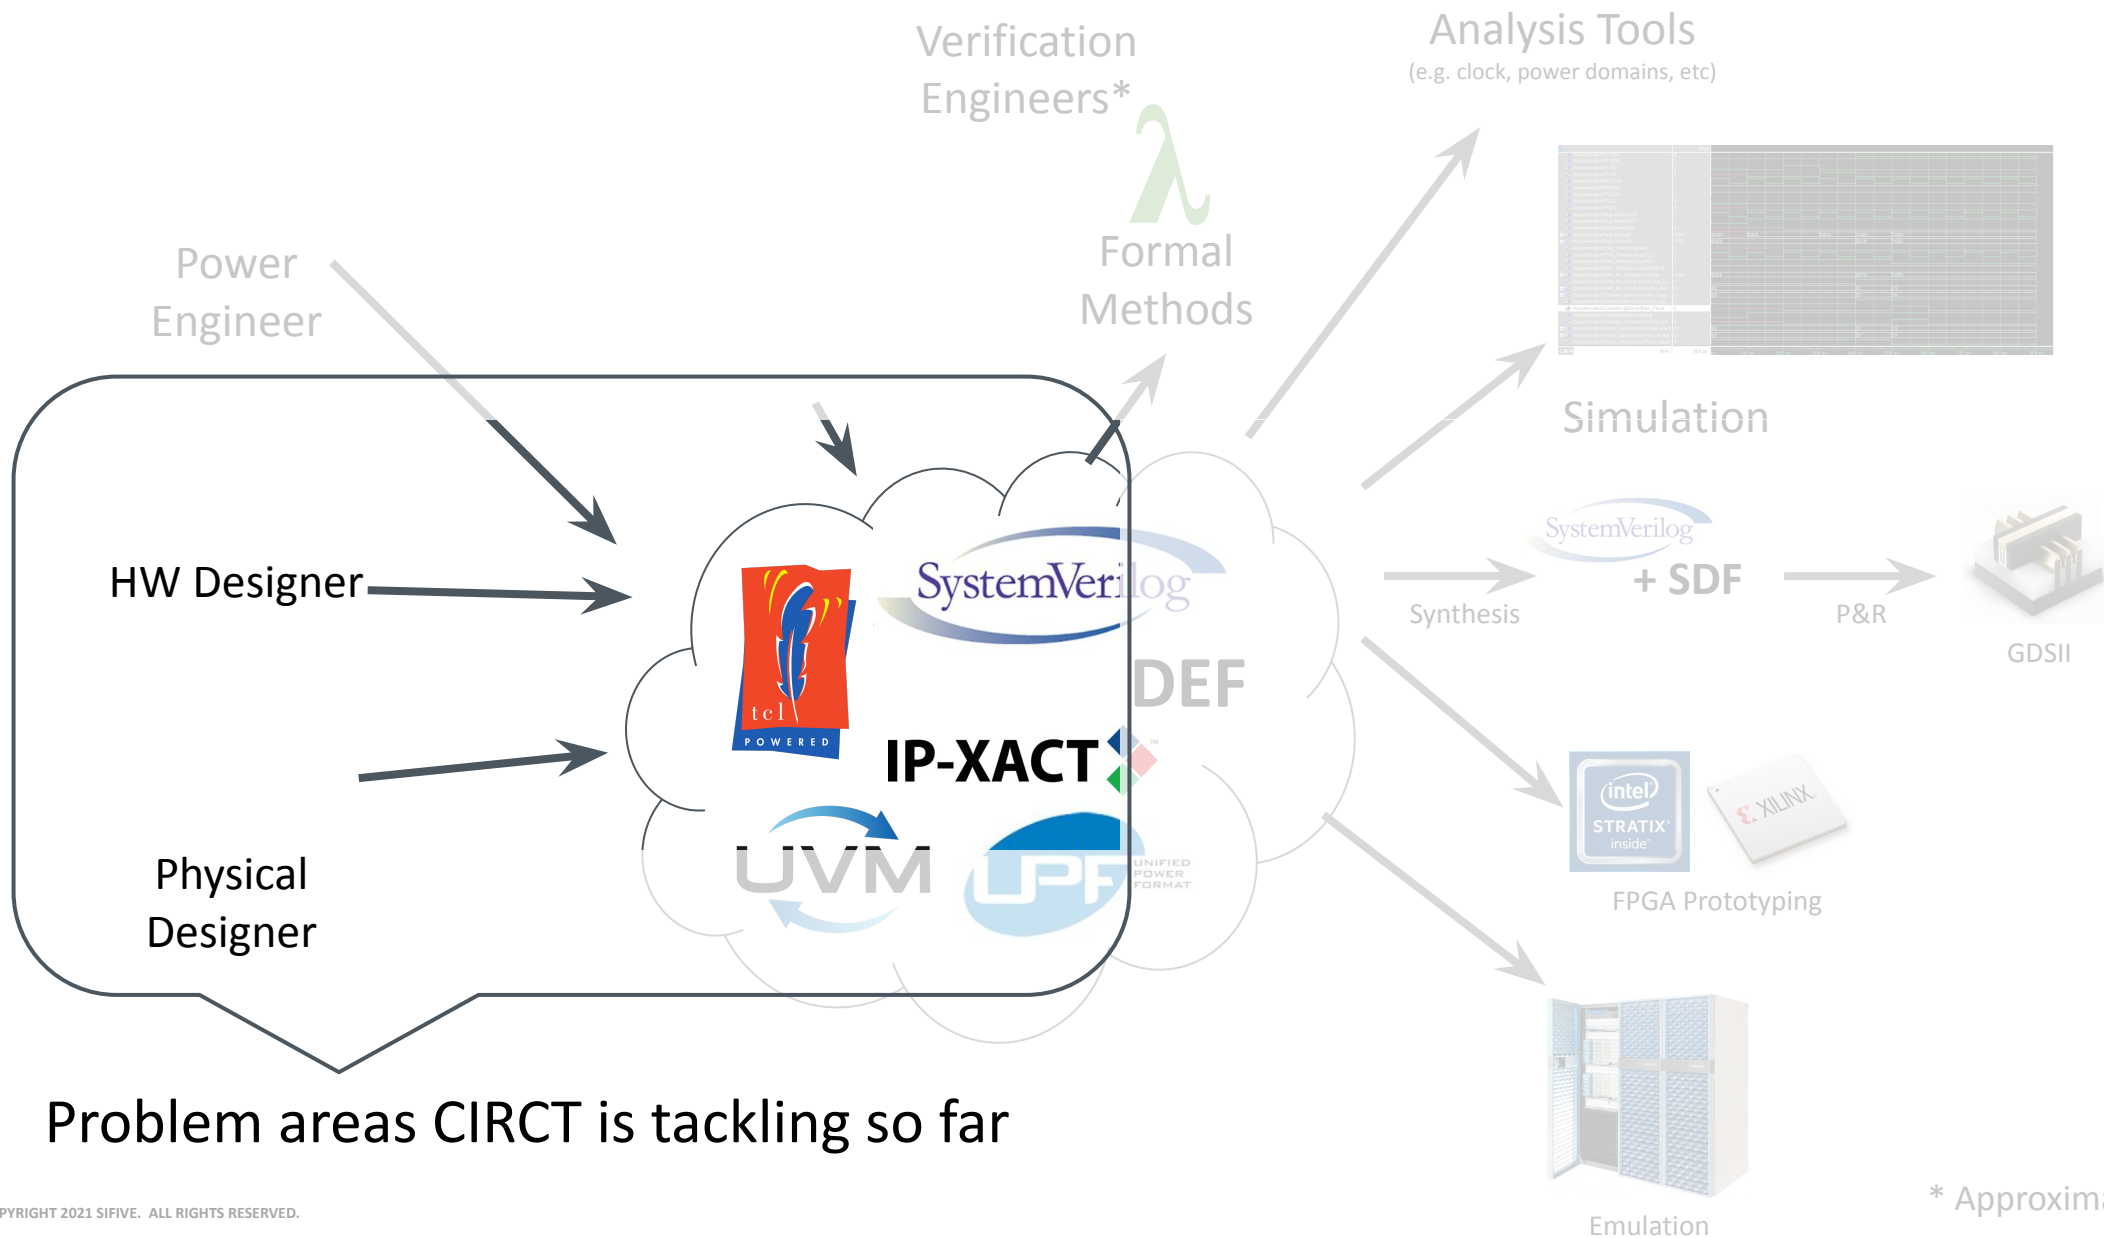 Verification
Engineers*
Analysis Tools
(e.g. clock, power domains, etc)
Power
Engineer
Formal
Methods
Simulation
HW Designer
SystemVerilog
SystemVerilog
+ SDF
Synthesis
P&R
GDSII
tcl
POWERED
DEF
IP-XACT
™
Physical
Designer
UVM
UPF
UNIFIED
POWER
FORMAT
intel
STRATIX
inside
XILINX
FPGA Prototyping
Problem areas CIRCT is tackling so far
PYRIGHT 2021 SIFIVE. ALL RIGHTS RESERVED.
Emulation
* Approxima